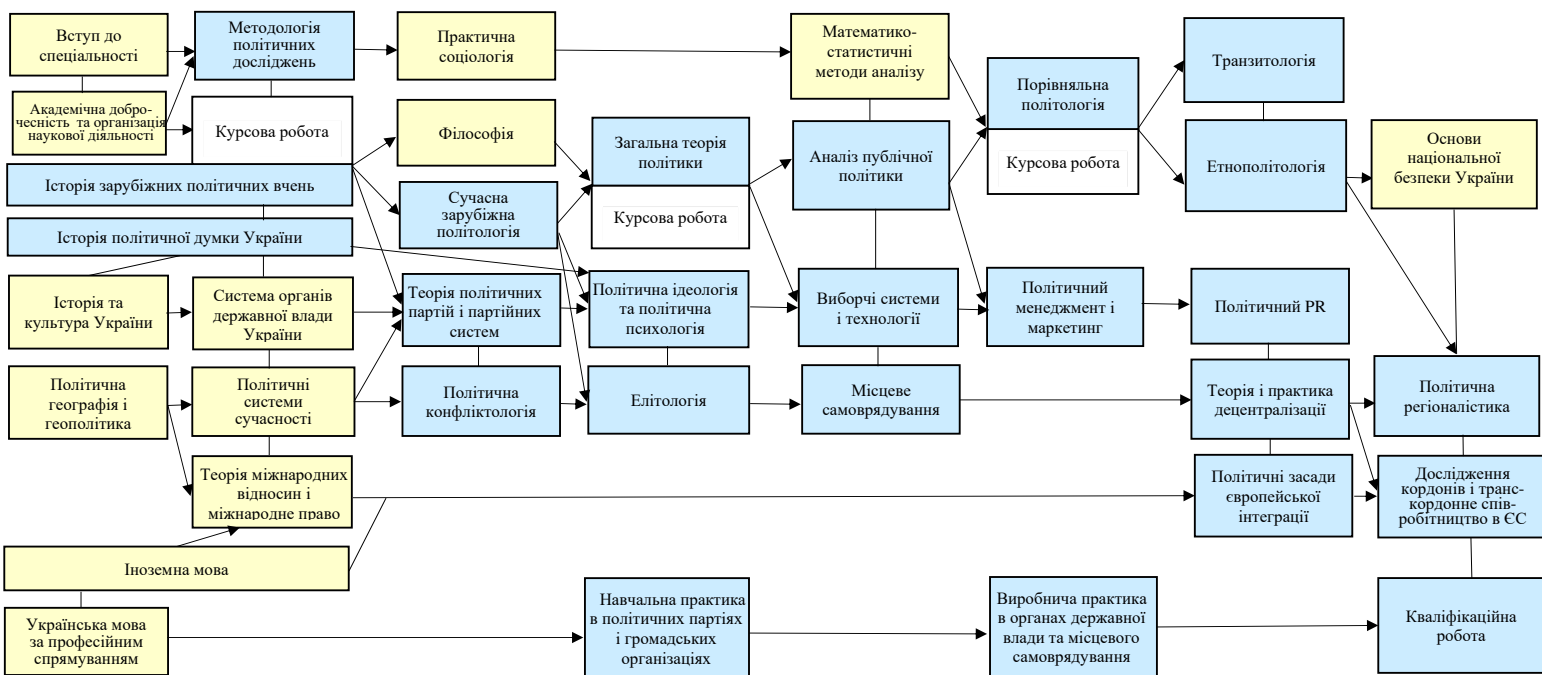 Вступ до
спеціальності
Методологія
політичних
досліджень
Практична
соціологія
Математико-
статистичні
методи аналізу
Порівняльна
політологія
Транзитологія
Академічна добро-
чесність та організація
наукової діяльності
Курсова робота
Філософія
Загальна теорія
політики
Аналіз публічної
політики
Курсова робота
Етнополітологія
Основи
національної
безпеки України
Історія зарубіжних політичних вчень
Сучасна
зарубіжна
політологія
Курсова робота
Історія політичної думки України
Історія та
культура України
Система органів
державної влади
України
Теорія політичних
партій і партійних
систем
Політична ідеологія
та політична
психологія
Виборчі системи
і технології
Політичний
менеджмент і
маркетинг
Політичний PR
Політична
географія і
геополітика
Політичні
системи
сучасності
Політична
конфліктологія
Елітологія
Місцеве
самоврядування
Теорія і практика
децентралізації
Політична
регіоналістика
Теорія міжнародних
відносин і
міжнародне право
Політичні засади
європейської
інтеграції
Дослідження
кордонів і транс-
кордонне спів-
робітництво в ЄС
Іноземна мова
Українська мова
за професійним
спрямуванням
Навчальна практика
в політичних партіях
і громадських
організаціях
Виробнича практика
в органах державної
влади та місцевого
самоврядування
Кваліфікаційна
робота